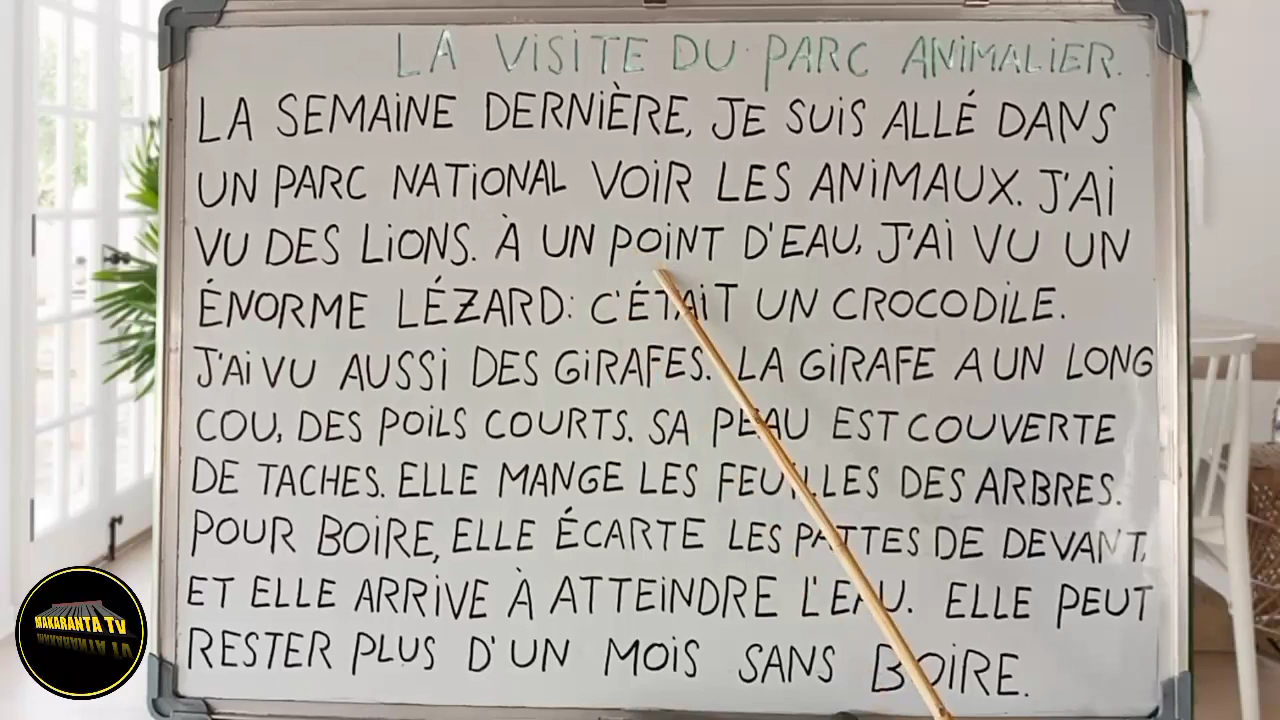 LA VISITE DU PARC ANIMALIER.
LA SEMAINE DERNIÈRE, JE SUIS ALLÉ DANS
UN PARC NATIONAL VOIR LES ANIMAUX. J'AI
VU DES LIONS. À UN POINT D'EAU, J'AI VU UN
ÉNORME LÉZARD: C'ÉTAIT UN CROCODILE.
J'AI VU AUSSI DES GIRAFES. LA GIRAFE A UN LONG
COU, DES POILS COURTS. SA PEAU EST COUVERTE
DE TACHES. ELLE MANGE LES FEUILLES DES ARBRES.
POUR BOIRE, ELLE ÉCARTE LES PATTES DE DEVANT,
ET ELLE ARRIVE À ATTEINDRE L'EAU. ELLE PEUT
RESTER PLUS D'UN MOIS SANS BOIRE.
MAKARANTA TV